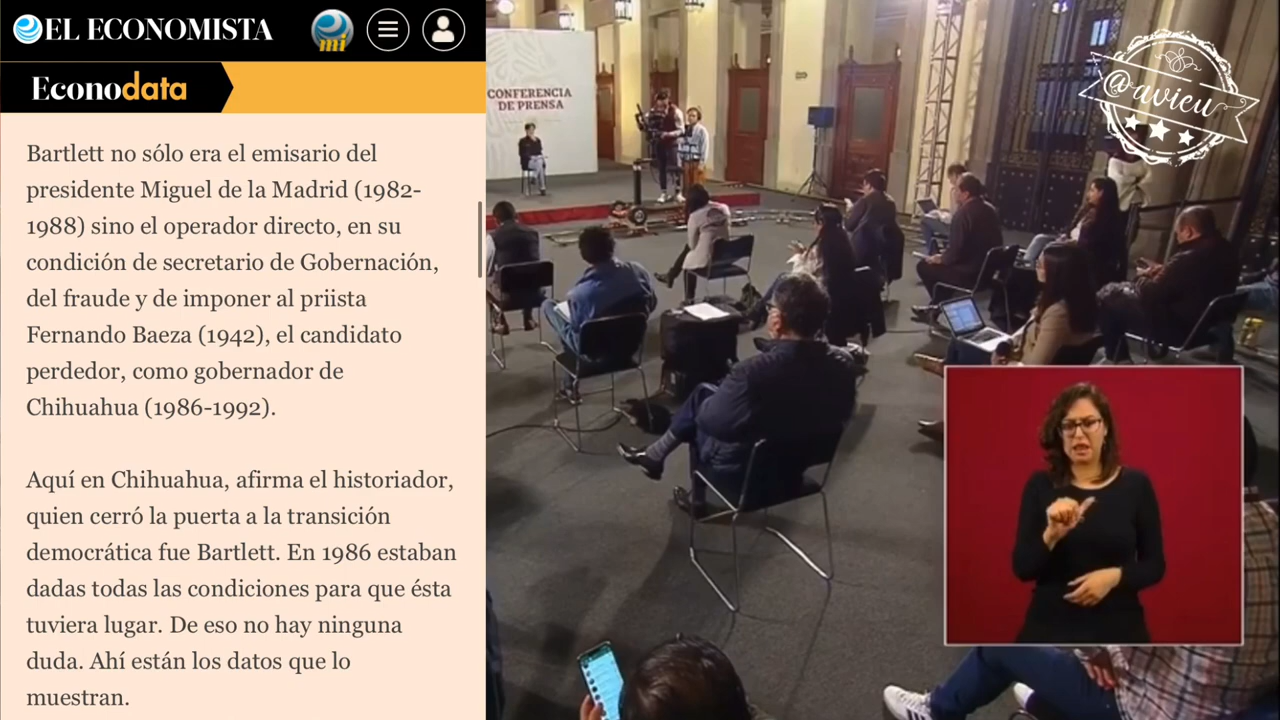 EL ECONOMISTA
mi
Econodata
Bartlett no sólo era el emisario del
presidente Miguel de la Madrid (1982-
1988) sino el operador directo, en su
condición de secretario de Gobernación,
del fraude y de imponer al priista
Fernando Baeza (1942), el candidato
perdedor, como gobernador de
Chihuahua (1986-1992).
Aquí en Chihuahua, afirma el historiador,
quien cerró la puerta a la transición
democrática fue Bartlett. En 1986 estaban
dadas todas las condiciones para que ésta
tuviera lugar. De eso no hay ninguna
duda. Ahí están los datos que lo
muestran.
CONFERENCIA
DE PRENSA
@avieu